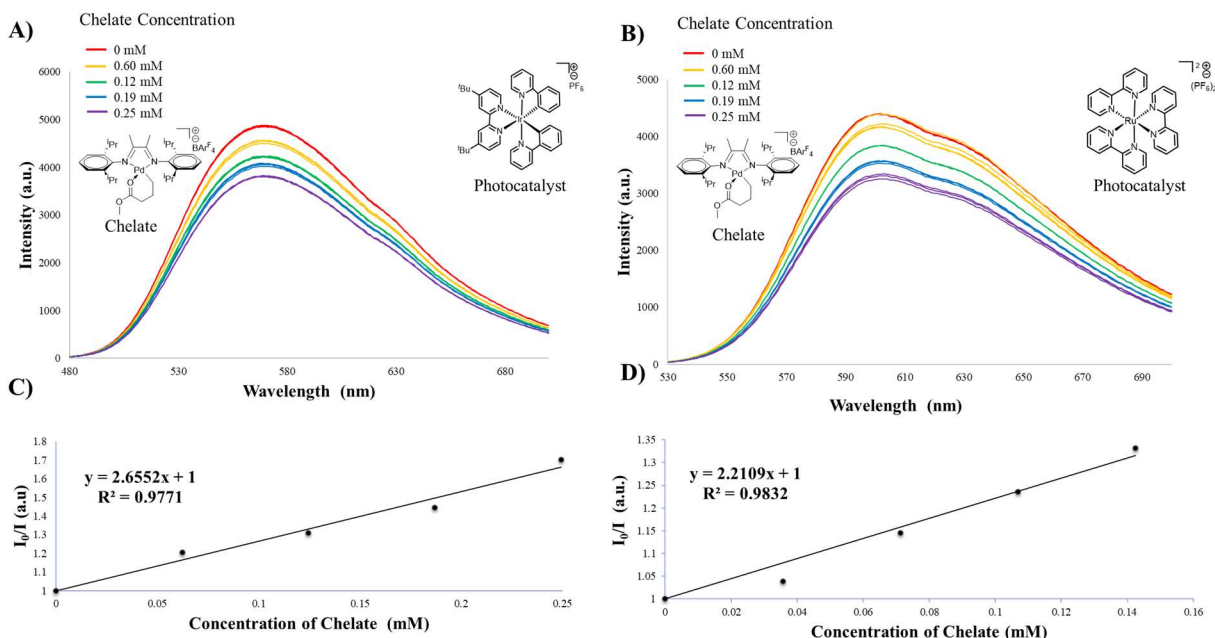 A)
Chelate Concentration
0 mM
0.60 mM
0.12 mM
0.19 mM
0.25 mM
6000
5000
4000
3000
2000
1000
0
Intensity (a.u.)
480
530
580
630
680
Wavelength (nm)
iPr
iPr
N
N
Pd
O
O
iPr
iPr
⊕
⊖
BArF4
Chelate
tBu
tBu
N
N
N
N
Ir
⊕
⊖
PF6
Photocatalyst
B)
Chelate Concentration
0 mM
0.60 mM
0.12 mM
0.19 mM
0.25 mM
5000
4000
3000
2000
1000
0
Intensity (a.u.)
530
550
570
590
610
630
650
670
690
Wavelength (nm)
iPr
iPr
N
N
Pd
O
O
iPr
iPr
⊕
⊖
BArF4
Chelate
N
N
N
N
N
N
Ru
2⊕
⊖
(PF6)2
Photocatalyst
C)
1.8
1.7
1.6
1.5
1.4
1.3
1.2
1.1
1
I0/I (a.u)
y = 2.6552x + 1
R² = 0.9771
0
0.05
0.1
0.15
0.2
0.25
Concentration of Chelate (mM)
D)
1.35
1.3
1.25
1.2
1.15
1.1
1.05
1
I0/I (a.u.)
y = 2.2109x + 1
R² = 0.9832
0
0.02
0.04
0.06
0.08
0.1
0.12
0.14
0.16
Concentration of Chelate (mM)